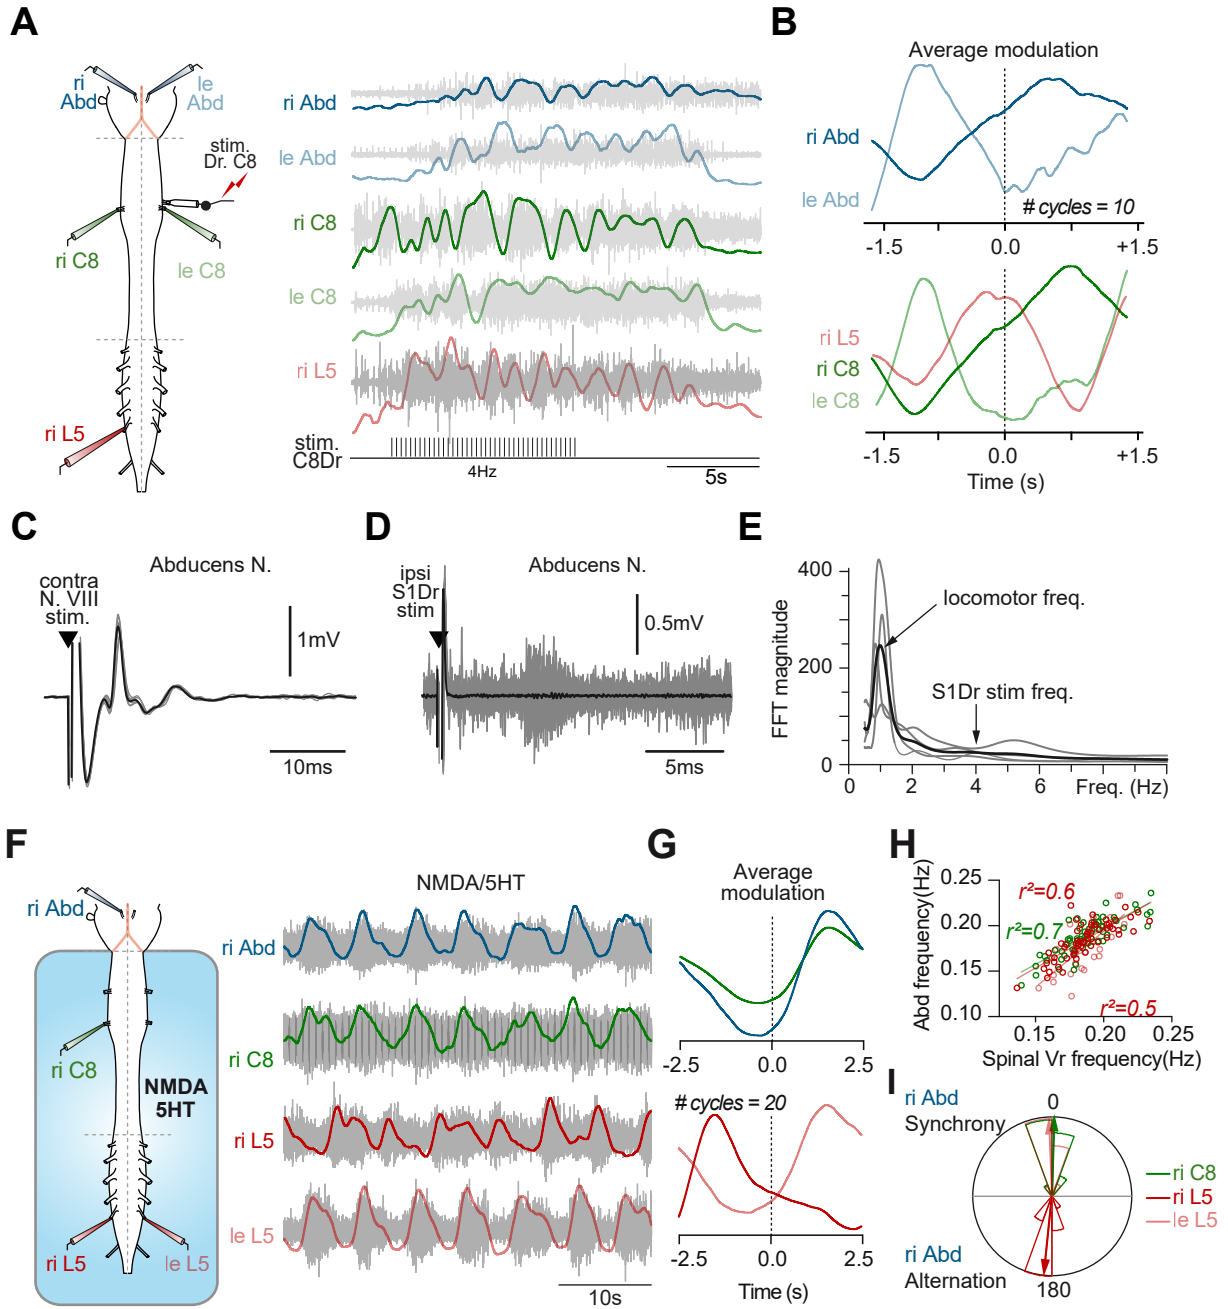 A
ri
Abd
le
Abd
stim.
Dr. C8
ri C8
le C8
ri L5
ri Abd
le Abd
ri C8
le C8
ri L5
stim.
C8Dr
4Hz
5s
B
Average modulation
ri Abd
le Abd
# cycles = 10
-1.5
0.0
+1.5
ri L5
ri C8
le C8
-1.5
0.0
+1.5
Time (s)
C
Abducens N.
contra
N. VIII
stim.
1mV
10ms
D
Abducens N.
ipsi
S1Dr
stim
0.5mV
5ms
E
FFT magnitude
400
200
0
locomotor freq.
S1Dr stim freq.
0
2
4
6
Freq. (Hz)
F
ri Abd
ri C8
NMDA
5HT
ri L5
le L5
NMDA/5HT
ri Abd
ri C8
ri L5
le L5
10s
G
Average
modulation
-2.5
0.0
2.5
# cycles = 20
-2.5
0.0
2.5
Time (s)
H
Abd frequency(Hz)
0.25
0.20
0.15
0.10
r²=0.6
r²=0.7
r²=0.5
0.15
0.20
0.25
Spinal Vr frequency(Hz)
I
ri Abd
Synchrony
0
ri C8
ri L5
le L5
ri Abd
Alternation
180